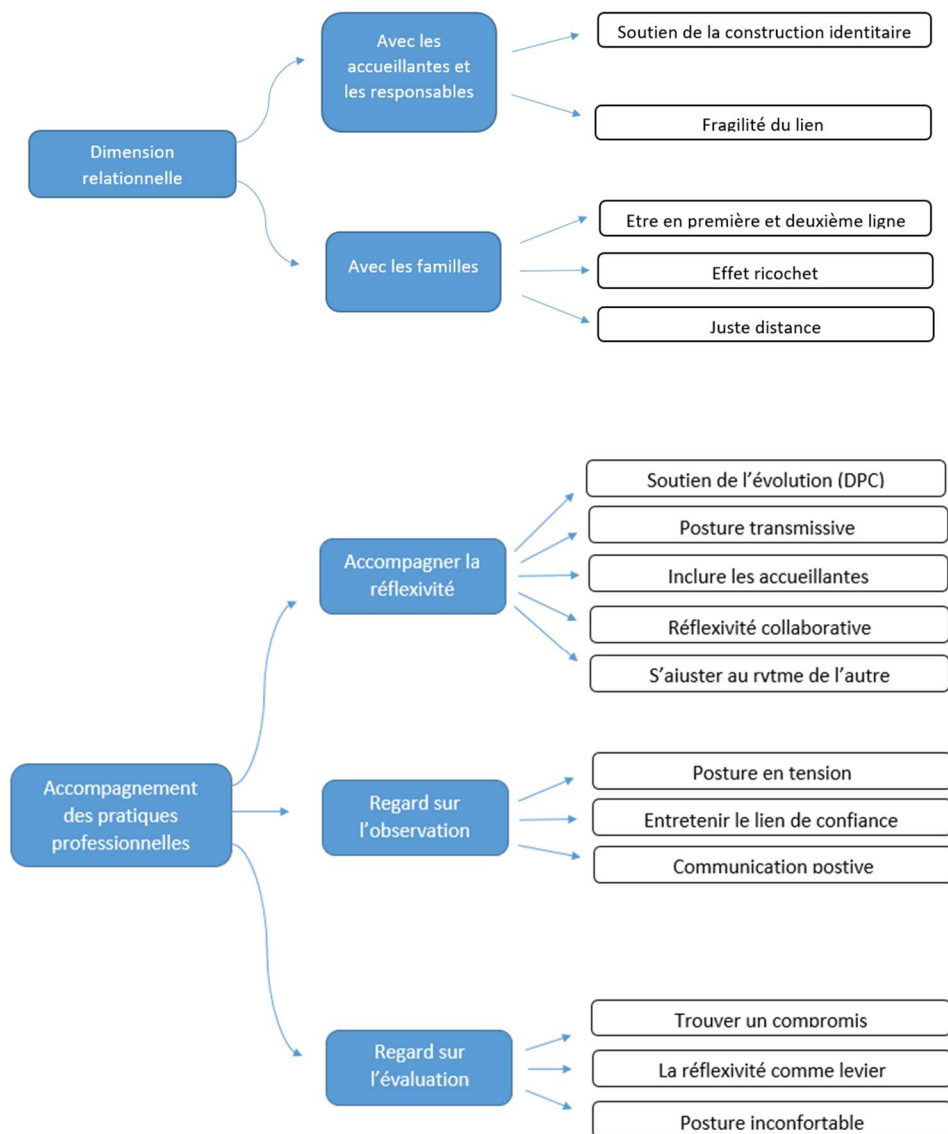 Dimension
relationnelle
Avec les
accueillantes et
les responsables
Soutien de la construction identitaire
Fragilité du lien
Avec les familles
Etre en première et deuxième ligne
Effet ricochet
Juste distance
Accompagnement
des pratiques
professionnelles
Accompagner la
réflexivité
Soutien de l'évolution (DPC)
Posture transmissive
Inclure les accueillantes
Réflexivité collaborative
S'ajuster au rytme de l'autre
Regard sur
l'observation
Posture en tension
Entretenir le lien de confiance
Communication postive
Regard sur
l'évaluation
Trouver un compromis
La réflexivité comme levier
Posture inconfortable